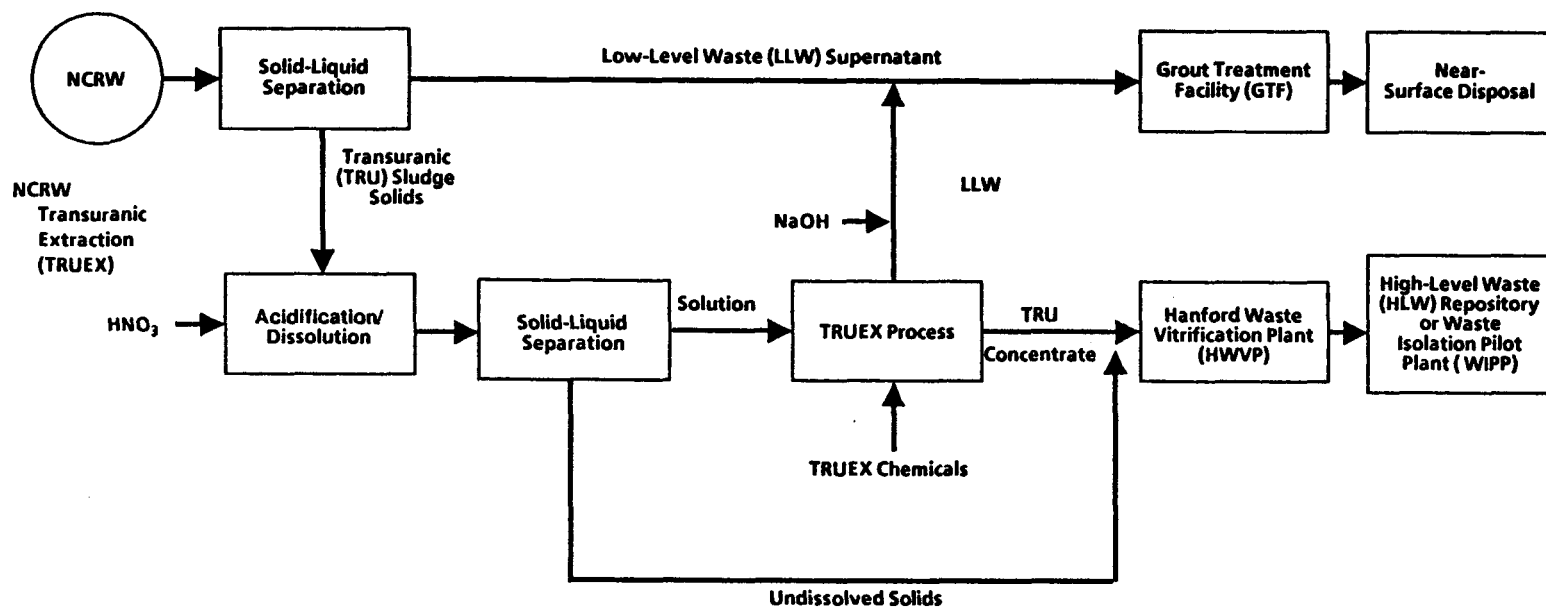 NCRW
Solid-Liquid
Separation
Low-Level Waste (LLW) Supernatant
Grout Treatment
Facility (GTF)
Near-
Surface Disposal
Transuranic
(TRU) Sludge
Solids
NCRW
Transuranic
Extraction
(TRUEX)
LLW
NaOH
HNO₃
Acidification/
Dissolution
Solid-Liquid
Separation
Solution
TRUEX Process
TRU
Concentrate
Hanford Waste
Vitrification Plant
(HWVP)
High-Level Waste
(HLW) Repository
or Waste
Isolation Pilot
Plant ( WIPP)
TRUEX Chemicals
Undissolved Solids